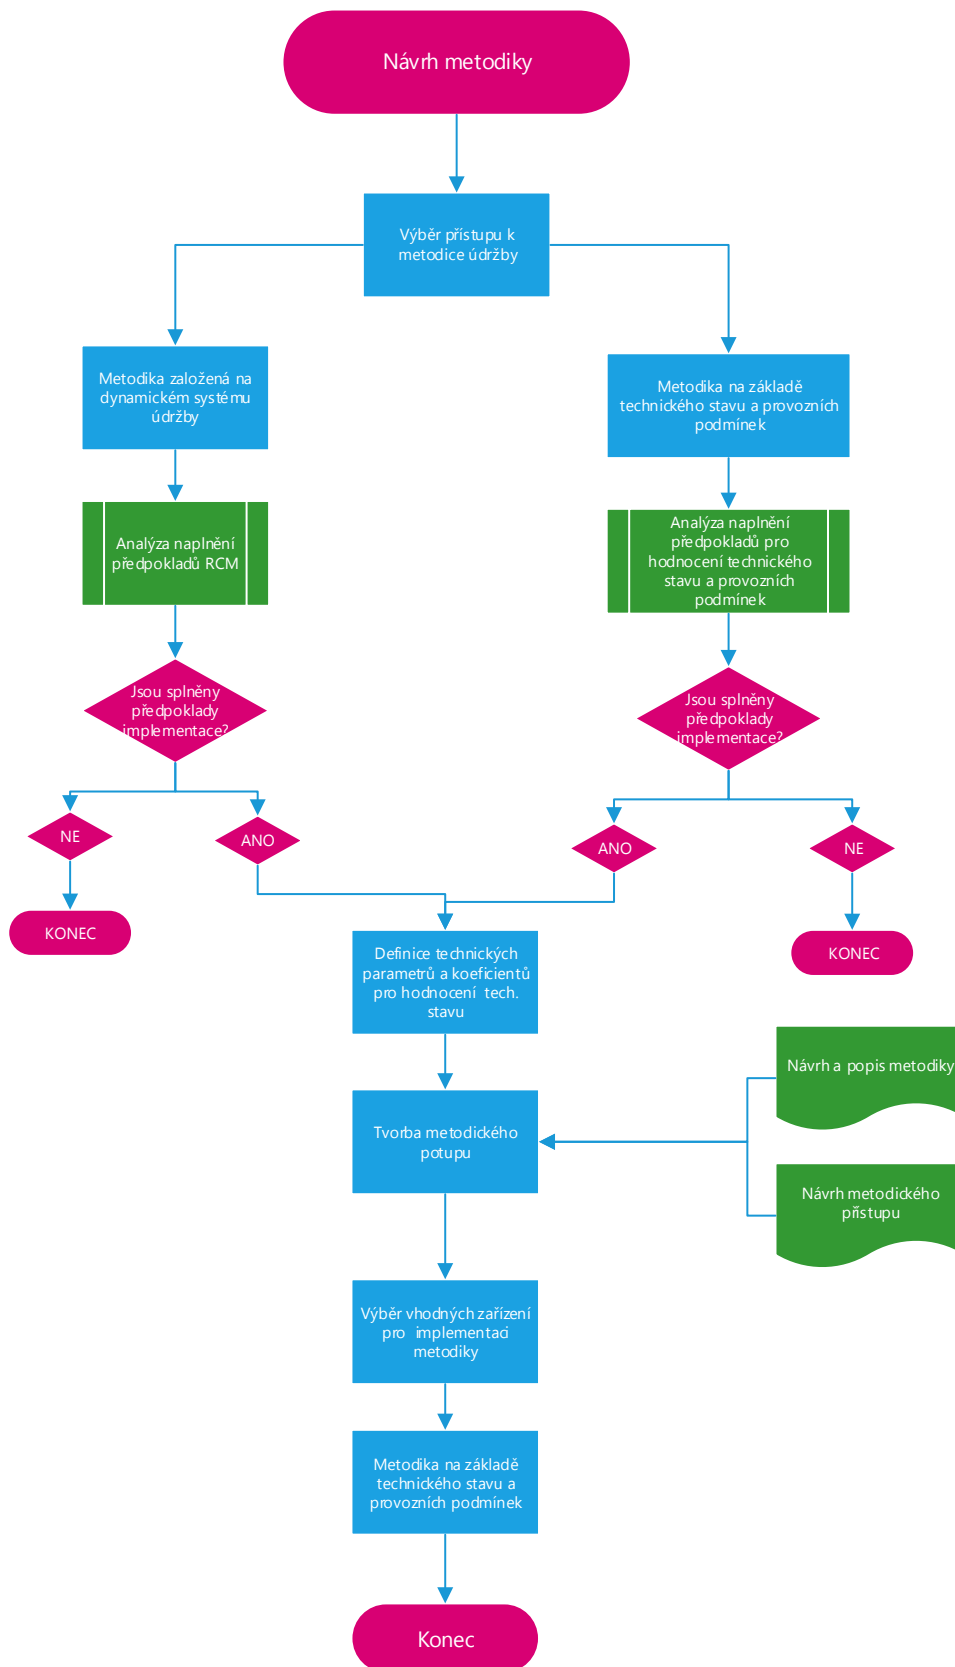 Návrh metodiky
Výběr přístupu k
metodice údržby
Metodika založená na
dynamickém systému
údržby
Metodika na základě
technického stavu a provozních
podmínek
Analýza naplnění
předpokladů RCM
Analýza naplnění
předpokladů pro
hodnocení technického
stavu a provozních
podmínek
Jsou splněny
předpoklady
implementace?
Jsou splněny
předpoklady
implementace?
NE
ANO
ANO
NE
KONEC
KONEC
Definice technických
parametrů a koeficientů
pro hodnocení tech.
stavu
Návrh a popis metodiky
Tvorba metodického
potupu
Návrh metodického
přístupu
Výběr vhodných zařízení
pro implementaci
metodiky
Metodika na základě
technického stavu a
provozních podmínek
Konec